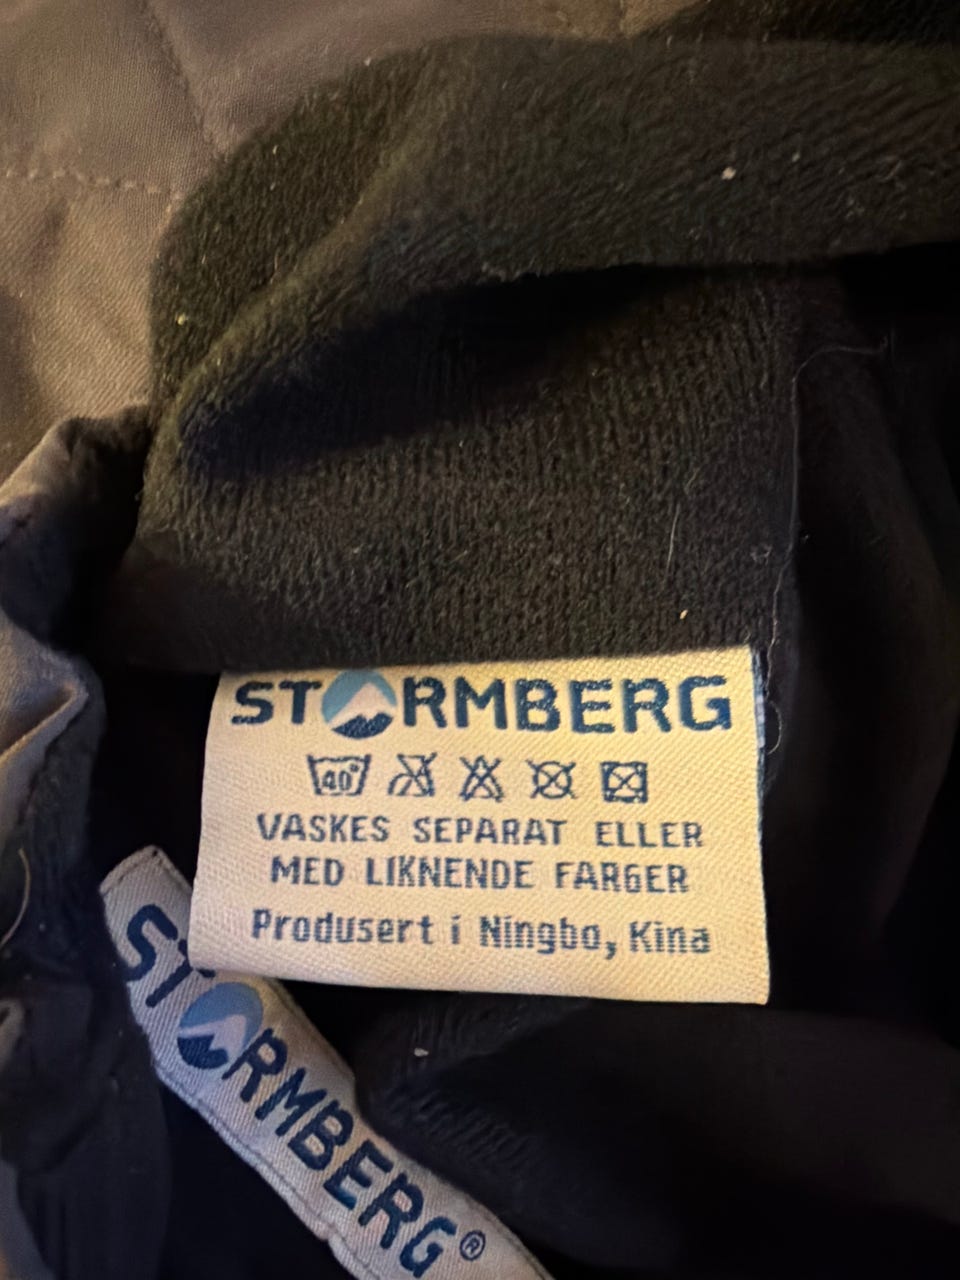 STORMBERG
40°
VASKES SEPARAT ELLER
MED LIKNENDE FARGER
Produsert i Ningbo, Kina
STORMBERG®